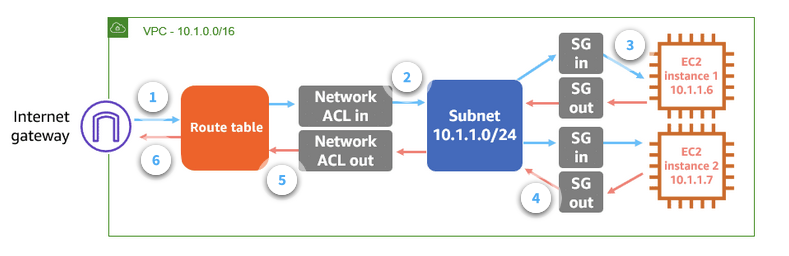 VPC - 10.1.0.0/16
Internet
gateway
1
6
Route table
Network
ACL in
Network
ACL out
5
2
Subnet
10.1.1.0/24
SG
in
SG
out
3
EC2
instance 1
10.1.1.6
SG
in
SG
out
4
EC2
instance 2
10.1.1.7